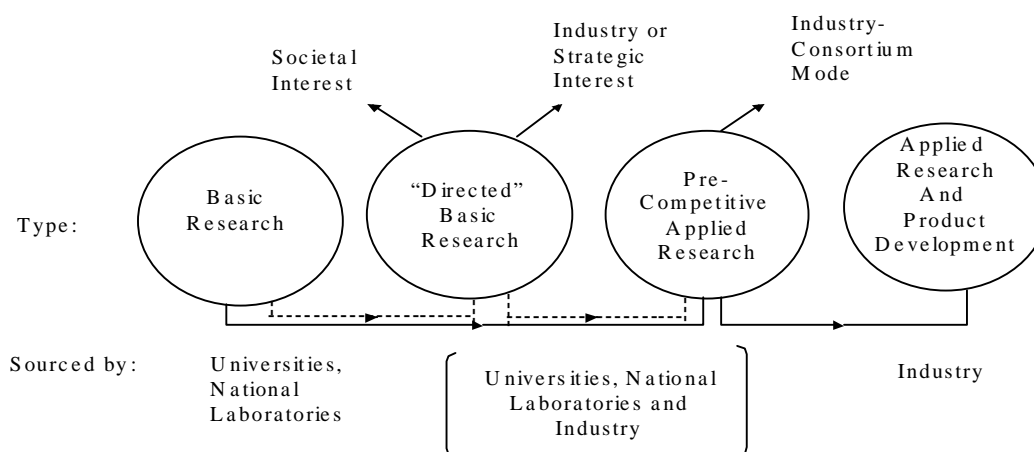 Societal
Interest
Industry or
Strategic
Interest
Industry-
Consortium
Mode
Type:
Basic
Research
“Directed”
Basic
Research
Pre-
Competitive
Applied
Research
Applied
Research
And
Product
Development
Sourced by:
Universities,
National
Laboratories
Universities, National
Laboratories and
Industry
Industry